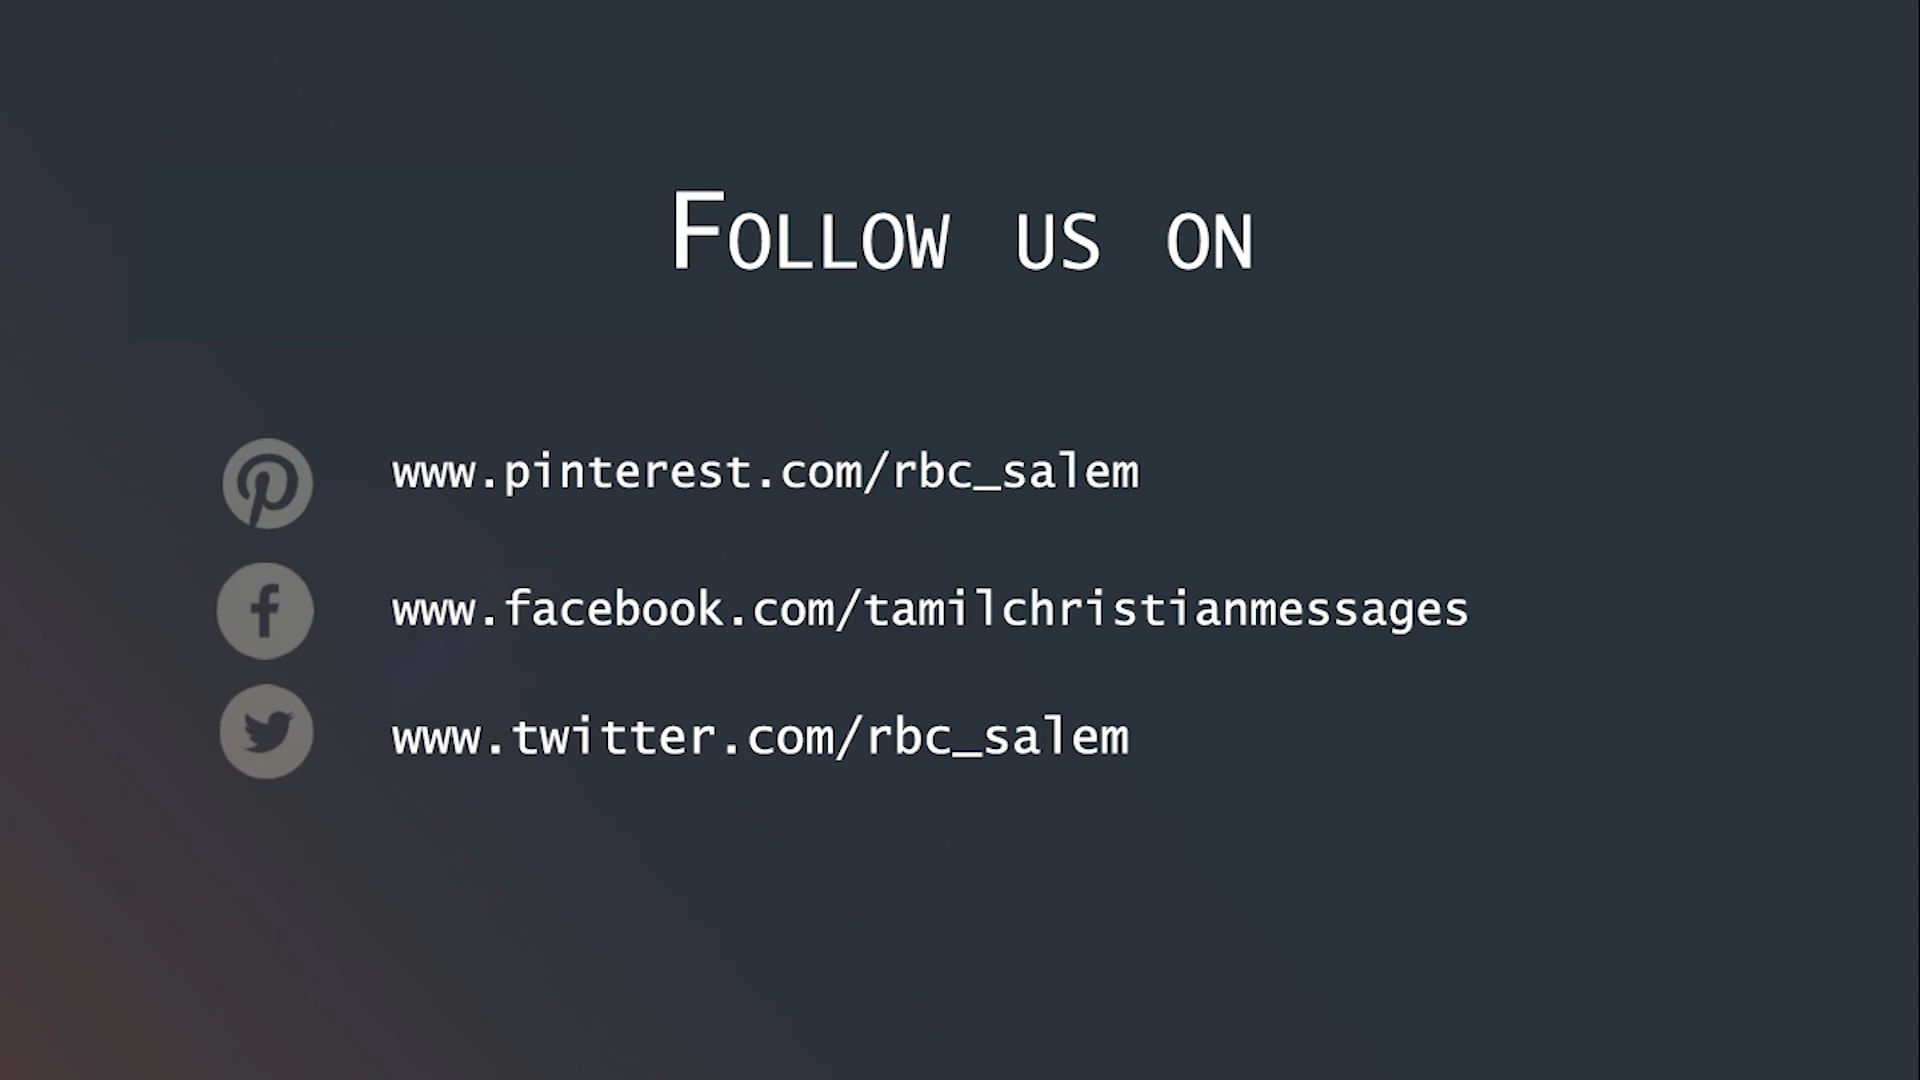 Follow us on
www.pinterest.com/rbc_salem
www.facebook.com/tamilchristianmessages
www.twitter.com/rbc_salem